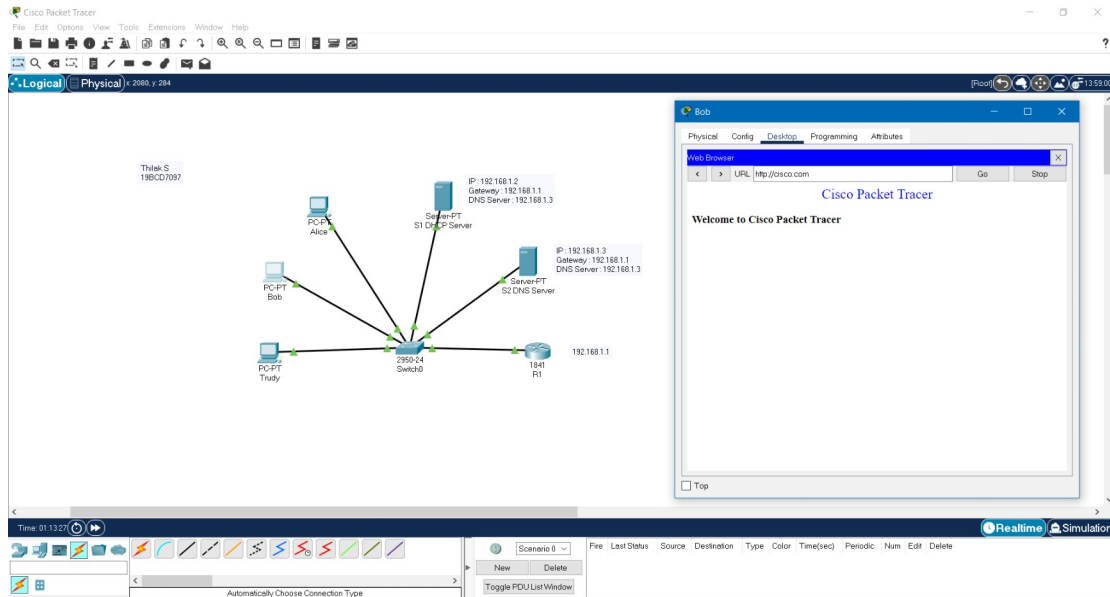 Cisco Packet Tracer
File Edit Options View Tools Extensions Window Help
?
Logical Physical x: 2080, y: 284
[Root] 13:59:00
Thilak S
19BCD7097
PC-PT
Alice
PC-PT
Bob
PC-PT
Trudy
Server-PT
S1 DHCP Server
IP : 192.168.1.2
Gateway : 192.168.1.1
DNS Server : 192.168.1.3
Server-PT
S2 DNS Server
IP : 192.168.1.3
Gateway : 192.168.1.1
DNS Server : 192.168.1.3
2950-24
Switch0
1841
R1
192.168.1.1
Bob
Physical Config Desktop Programming Attributes
Web Browser X
< > URL http://cisco.com Go Stop
Cisco Packet Tracer
Welcome to Cisco Packet Tracer
Top
Time: 01:13:27
Realtime Simulation
Scenario 0
New Delete
Toggle PDU List Window
Fire Last Status Source Destination Type Color Time(sec) Periodic Num Edit Delete
Automatically Choose Connection Type